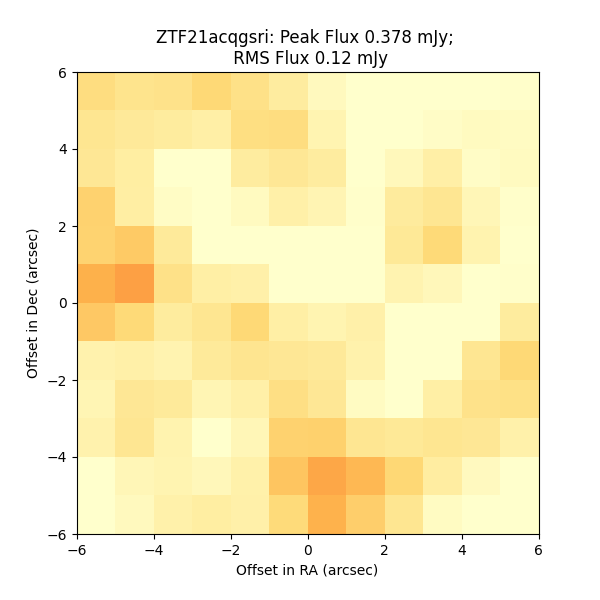 ZTF21acqgsri: Peak Flux 0.378 mJy;
RMS Flux 0.12 mJy
6
4
2
0
−2
−4
−6
Offset in Dec (arcsec)
−6 −4 −2 0 2 4 6
Offset in RA (arcsec)